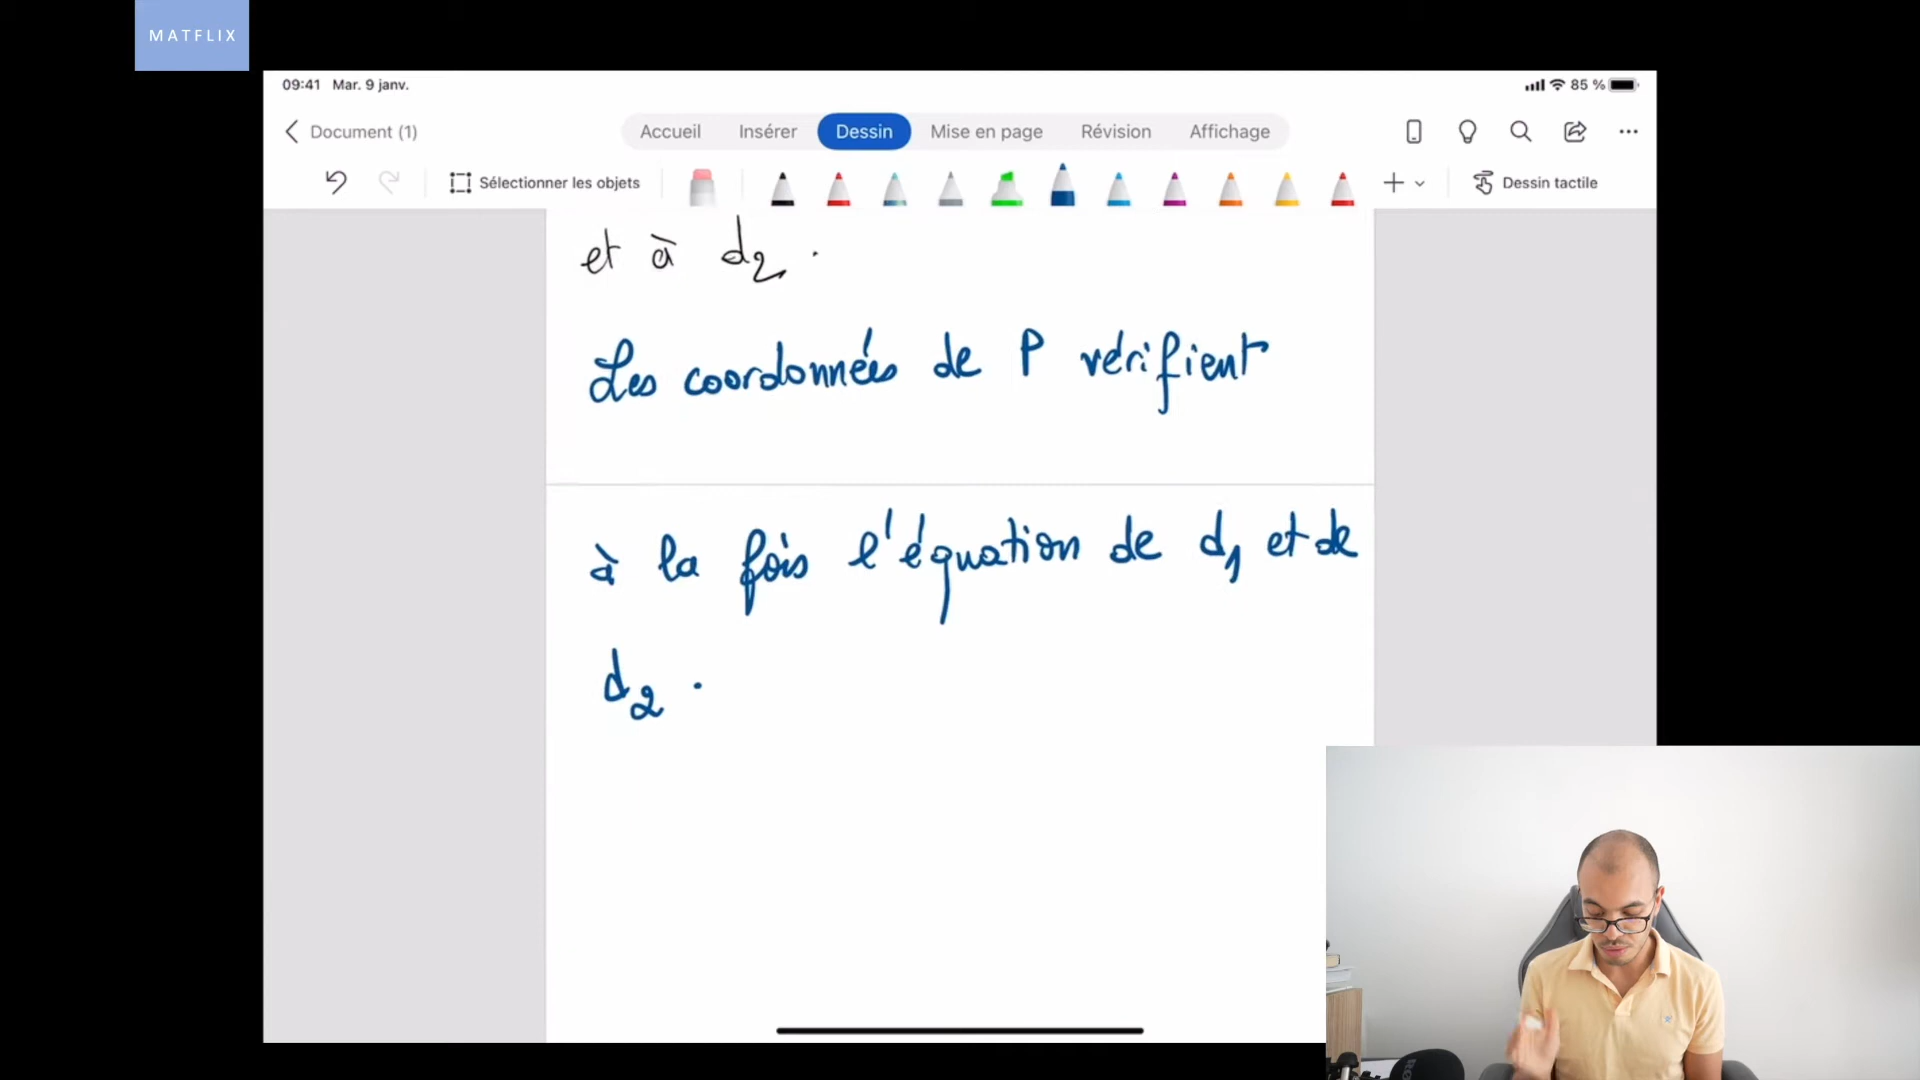 MATFLIX
09:41 Mar. 9 janv.
85 %
Document (1)
Accueil Insérer Dessin Mise en page Révision Affichage
Sélectionner les objets
Dessin tactile
et à d2.
Les coordonnées de P vérifient
à la fois l'équation de d1 et de
d2.